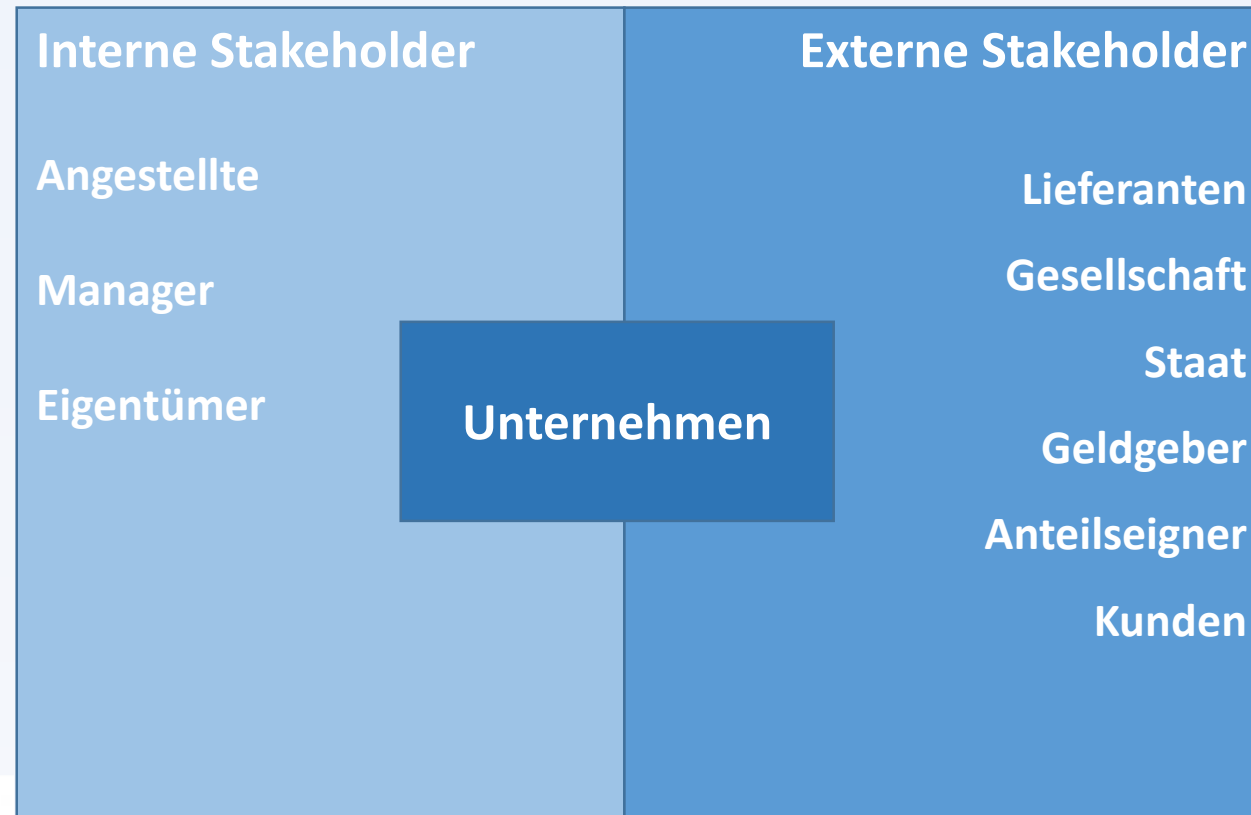 Interne Stakeholder
Angestellte
Manager
Eigentümer
Unternehmen
Externe Stakeholder
Lieferanten
Gesellschaft
Staat
Geldgeber
Anteilseigner
Kunden